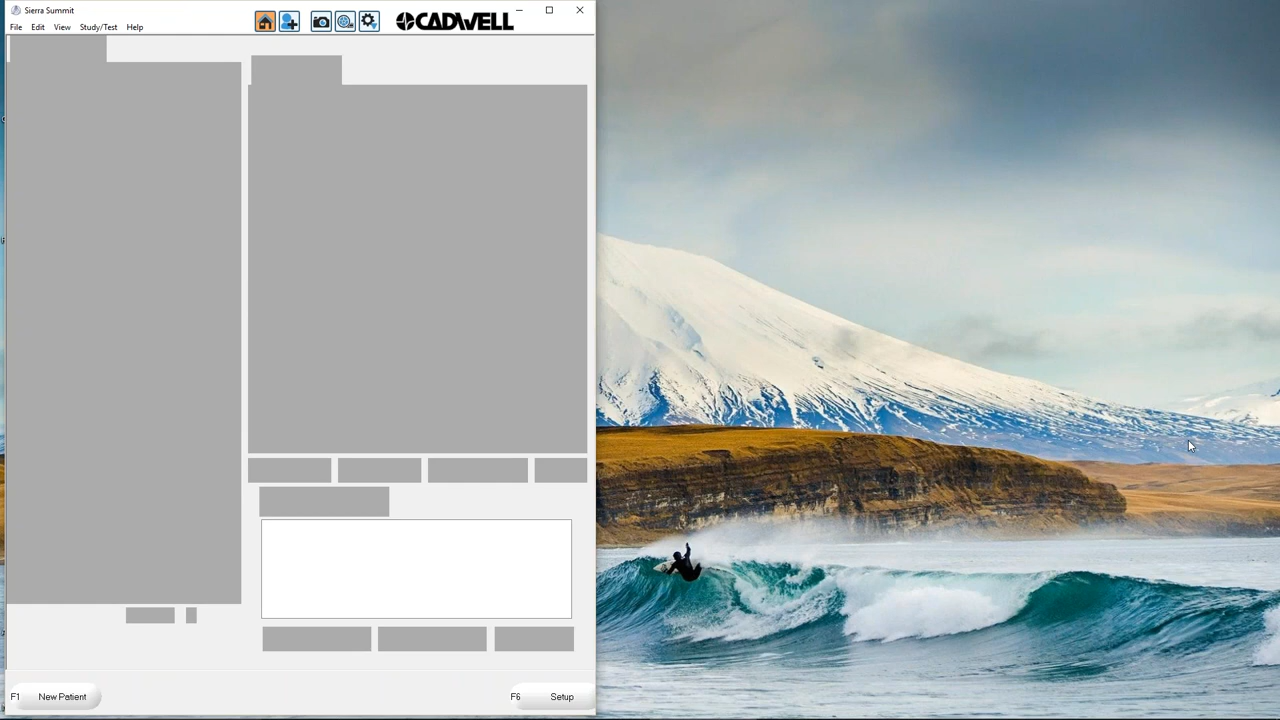 Sierra Summit
File Edit View Study/Test Help
CADWELL
F1 New Patient
F6 Setup